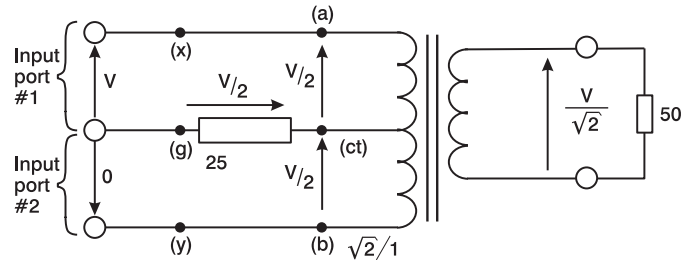 Input
port
#1
Input
port
#2
V
0
(x)
(g)
(y)
V/2
25
(a)
V/2
(ct)
V/2
(b)
√2/1
V
√2
50